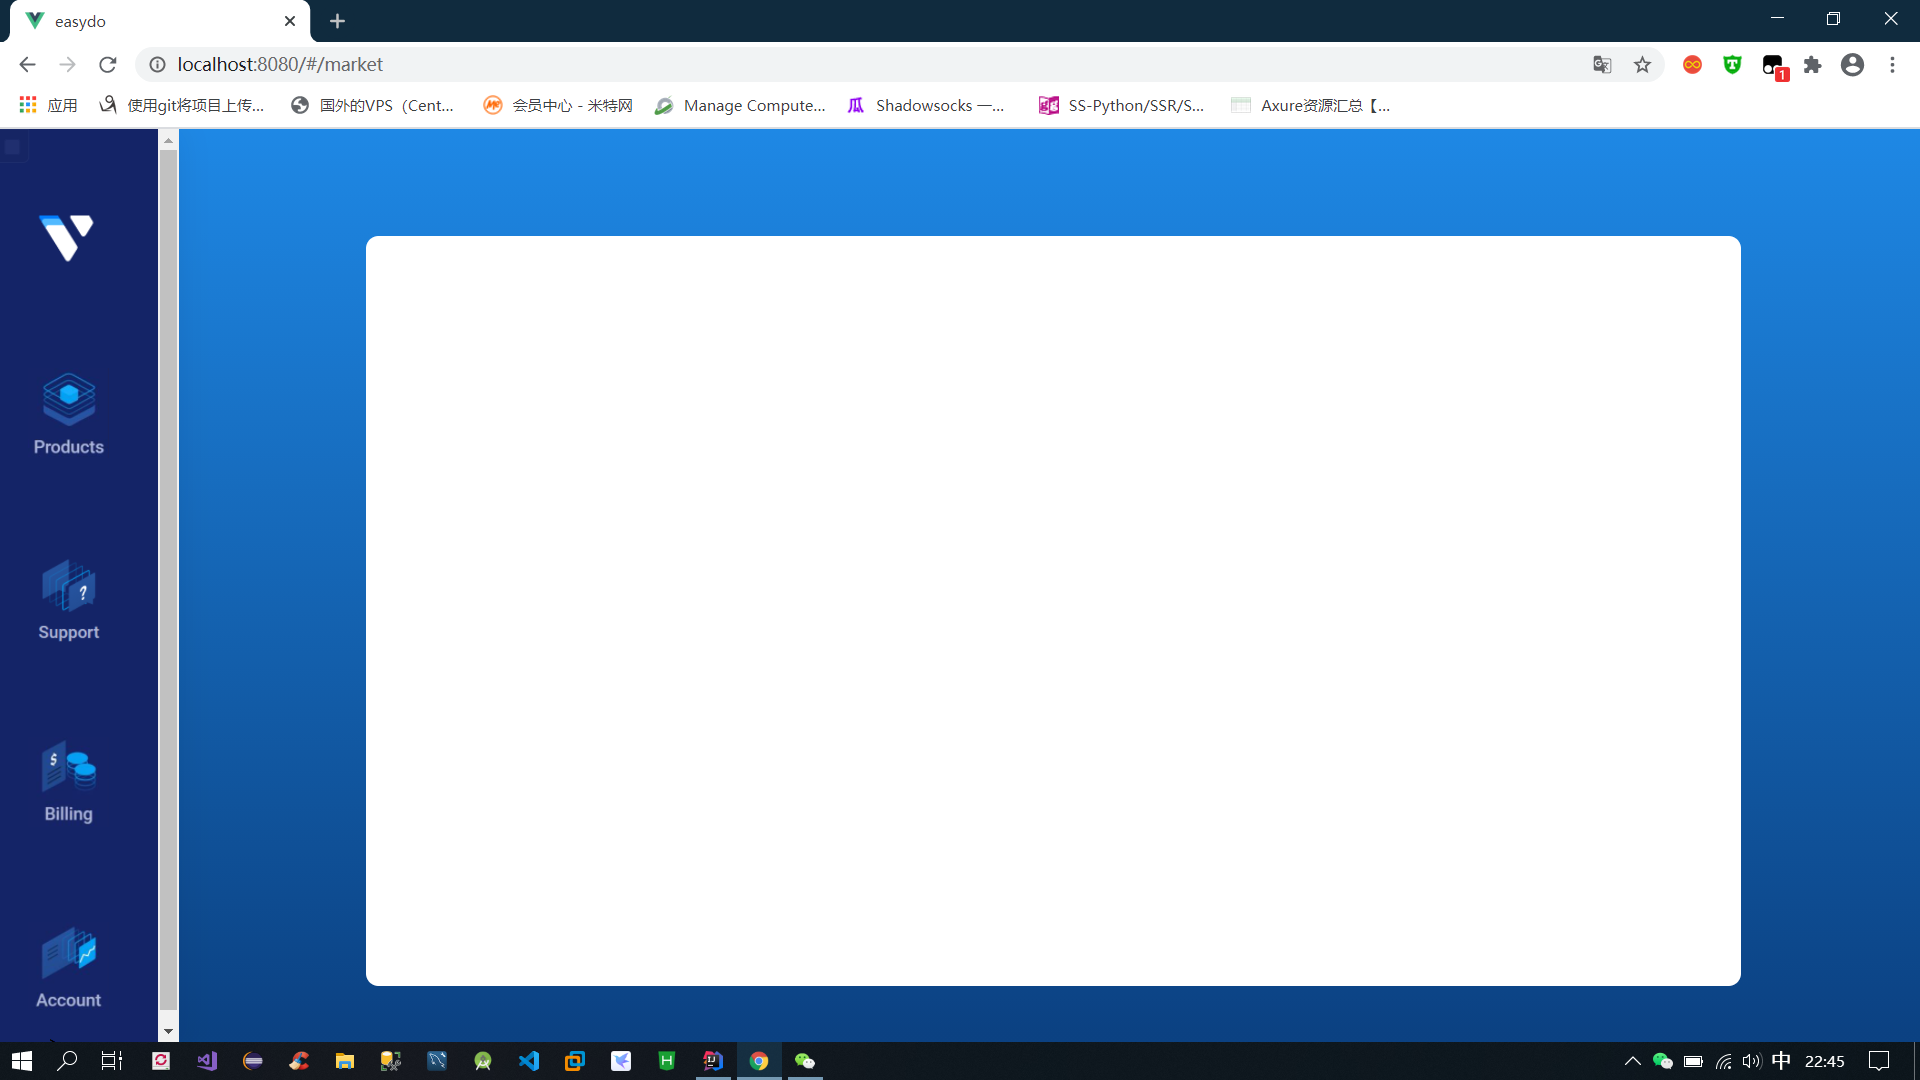 easydo
localhost:8080/#/market
应用
使用git将项目上传...
国外的VPS（Cent...
会员中心 - 米特网
Manage Compute...
Shadowsocks 一...
SS-Python/SSR/S...
Axure资源汇总【...
1
Products
?
Support
$
Billing
Account
中
22:45